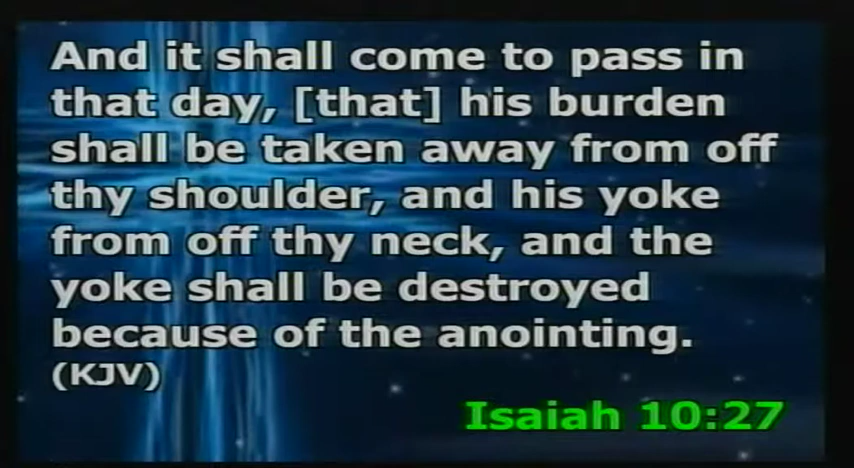 And it shall come to pass in
that day, [that] his burden
shall be taken away from off
thy shoulder, and his yoke
from off thy neck, and the
yoke shall be destroyed
because of the anointing.
(KJV)
Isaiah 10:27